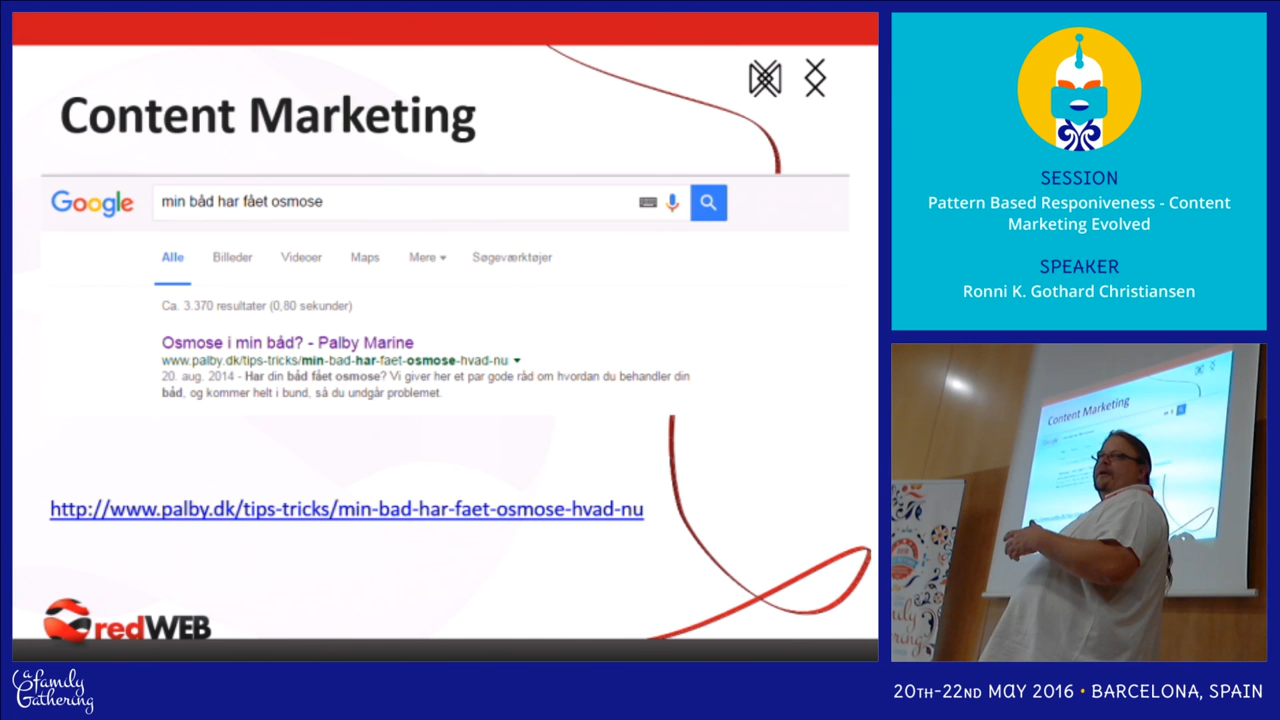 Content Marketing
Google
min båd har fået osmose
Alle Billeder Videoer Maps Mere Søgeværktøjer
Ca. 3.370 resultater (0,80 sekunder)
Osmose i min båd? - Palby Marine
www.palby.dk/tips-tricks/min-bad-har-faet-osmose-hvad-nu
20. aug. 2014 - Har din båd fået osmose? Vi giver her et par gode råd om hvordan du behandler din
båd, og kommer helt i bund, så du undgår problemet.
http://www.palby.dk/tips-tricks/min-bad-har-faet-osmose-hvad-nu
redWEB
SESSION
Pattern Based Responiveness - Content
Marketing Evolved
SPEAKER
Ronni K. Gothard Christiansen
Content Marketing
a family
Gathering
20TH-22ND MAY 2016 • BARCELONA, SPAIN